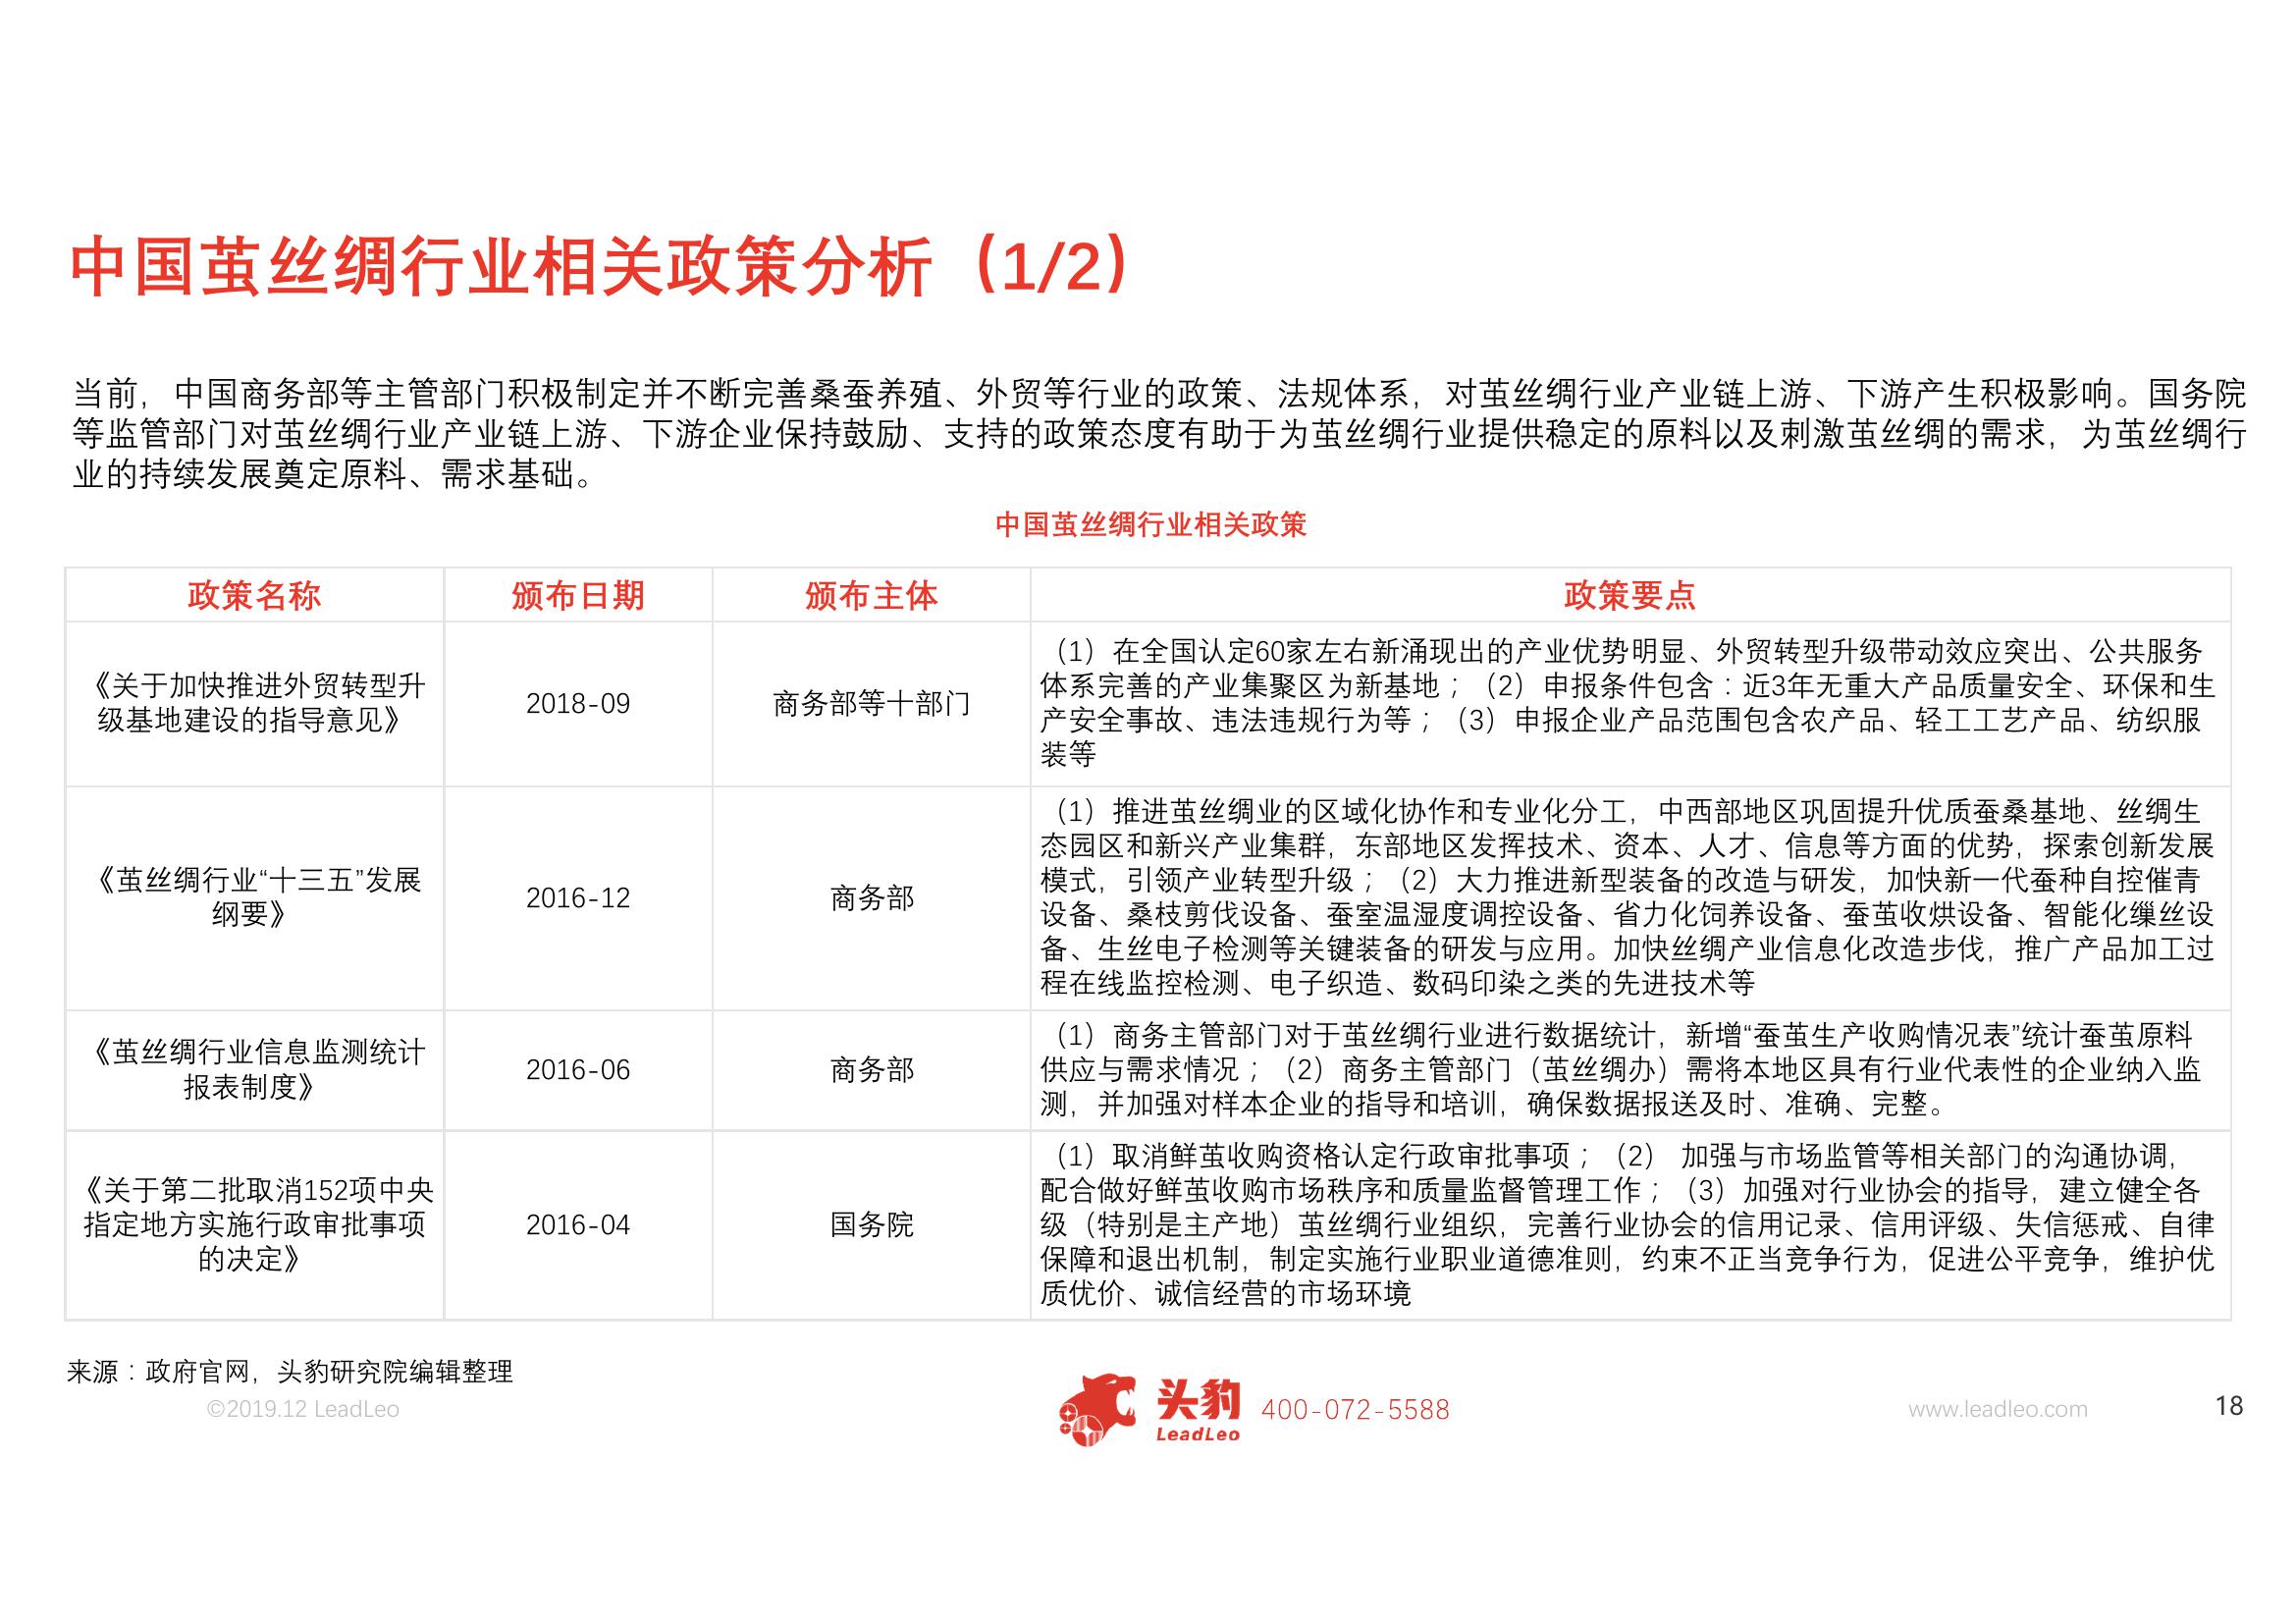 中国茧丝绸行业相关政策分析（1/2）
当前，中国商务部等主管部门积极制定并不断完善桑蚕养殖、外贸等行业的政策、法规体系，对茧丝绸行业产业链上游、下游产生积极影响。国务院
等监管部门对茧丝绸行业产业链上游、下游企业保持鼓励、支持的政策态度有助于为茧丝绸行业提供稳定的原料以及刺激茧丝绸的需求，为茧丝绸行
业的持续发展奠定原料、需求基础。
中国茧丝绸行业相关政策
政策名称 颁布日期 颁布主体 政策要点
《关于加快推进外贸转型升
级基地建设的指导意见》
2018-09
商务部等十部门
（1）在全国认定60家左右新涌现出的产业优势明显、外贸转型升级带动效应突出、公共服务
体系完善的产业集聚区为新基地；（2）申报条件包含：近3年无重大产品质量安全、环保和生
产安全事故、违法违规行为等；（3）申报企业产品范围包含农产品、轻工工艺产品、纺织服
装等
《茧丝绸行业“十三五”发展
纲要》
2016-12
商务部
（1）推进茧丝绸业的区域化协作和专业化分工，中西部地区巩固提升优质蚕桑基地、丝绸生
态园区和新兴产业集群，东部地区发挥技术、资本、人才、信息等方面的优势，探索创新发展
模式，引领产业转型升级；（2）大力推进新型装备的改造与研发，加快新一代蚕种自控催青
设备、桑枝剪伐设备、蚕室温湿度调控设备、省力化饲养设备、蚕茧收烘设备、智能化缫丝设
备、生丝电子检测等关键装备的研发与应用。加快丝绸产业信息化改造步伐，推广产品加工过
程在线监控检测、电子织造、数码印染之类的先进技术等
《茧丝绸行业信息监测统计
报表制度》
2016-06
商务部
（1）商务主管部门对于茧丝绸行业进行数据统计，新增“蚕茧生产收购情况表”统计蚕茧原料
供应与需求情况；（2）商务主管部门（茧丝绸办）需将本地区具有行业代表性的企业纳入监
测，并加强对样本企业的指导和培训，确保数据报送及时、准确、完整。
《关于第二批取消152项中央
指定地方实施行政审批事项
的决定》
2016-04
国务院
（1）取消鲜茧收购资格认定行政审批事项；（2） 加强与市场监管等相关部门的沟通协调，
配合做好鲜茧收购市场秩序和质量监督管理工作；（3）加强对行业协会的指导，建立健全各
级（特别是主产地）茧丝绸行业组织，完善行业协会的信用记录、信用评级、失信惩戒、自律
保障和退出机制，制定实施行业职业道德准则，约束不正当竞争行为，促进公平竞争，维护优
质优价、诚信经营的市场环境
来源：政府官网，头豹研究院编辑整理
©2019.12 LeadLeo
头豹
LeadLeo
400-072-5588
www.leadleo.com
18